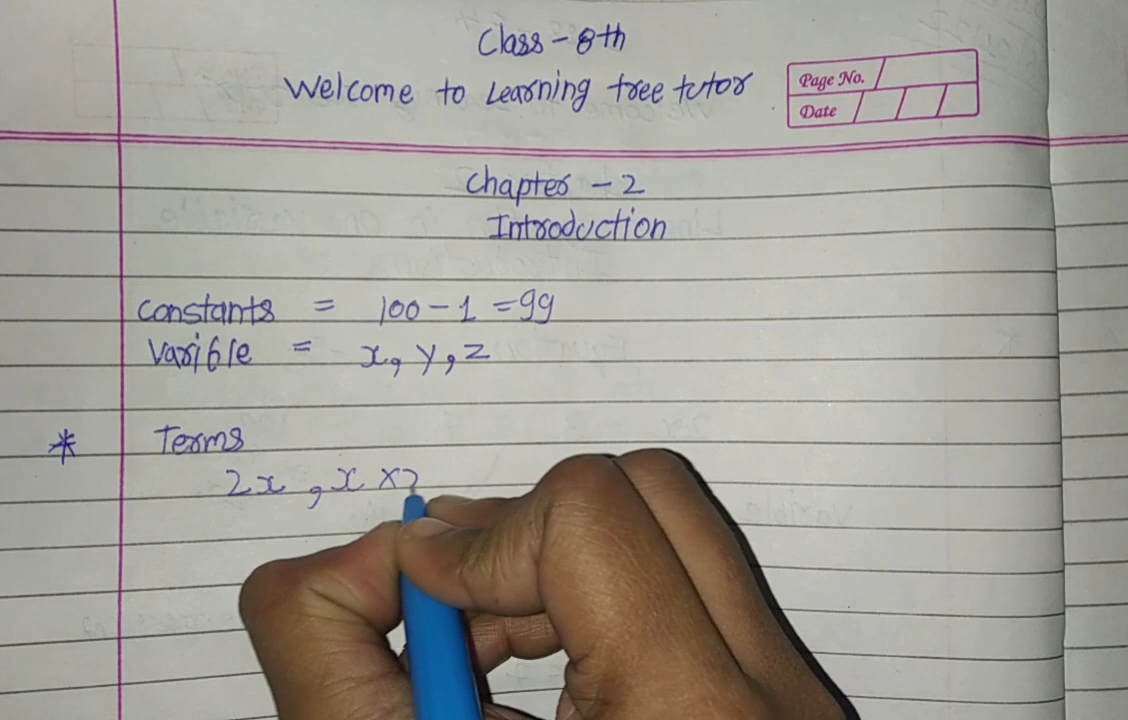 Class - 8th
Welcome to Learning tree tutor
Page No.
Date
Chapter - 2
Introduction
Constants = 100 - 1 = 99
Varible = x, y, z
* Terms
2x, x ×